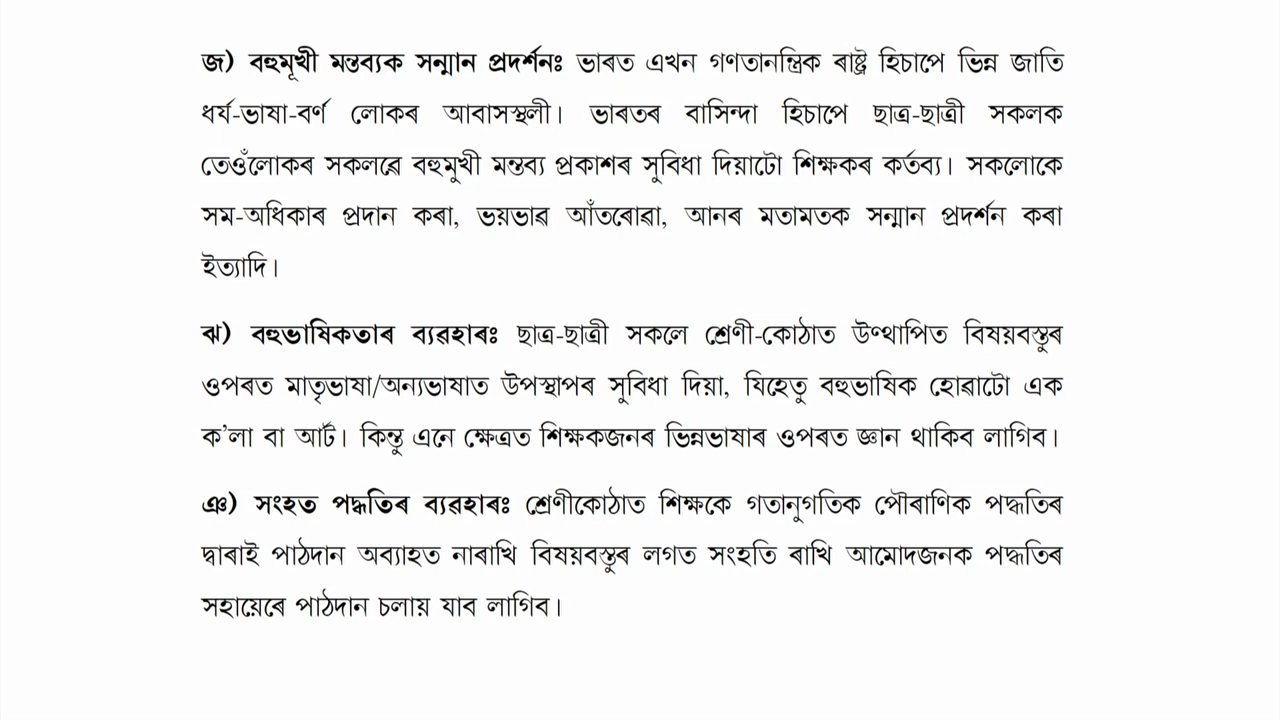 জ) বহুমূখী মন্তব্যক সন্মান প্ৰদৰ্শনঃ ভাৰত এখন গণতানন্ত্ৰিক ৰাষ্ট্ৰ হিচাপে ভিন্ন জাতি
ধৰ্য-ভাষা-বৰ্ণ লোকৰ আবাসস্থলী। ভাৰতৰ বাসিন্দা হিচাপে ছাত্ৰ-ছাত্ৰী সকলক
তেওঁলোকৰ সকলৱে বহুমুখী মন্তব্য প্ৰকাশৰ সুবিধা দিয়াটো শিক্ষকৰ কৰ্তব্য। সকলোকে
সম-অধিকাৰ প্ৰদান কৰা, ভয়ভাৱ আঁতৰোৱা, আনৰ মতামতক সন্মান প্ৰদৰ্শন কৰা
ইত্যাদি।
ঝ) বহুভাষিকতাৰ ব্যৱহাৰঃ ছাত্ৰ-ছাত্ৰী সকলে শ্ৰেণী-কোঠাত উণ্থাপিত বিষয়বস্তুৰ
ওপৰত মাতৃভাষা/অন্যভাষাত উপস্থাপৰ সুবিধা দিয়া, যিহেতু বহুভাষিক হোৱাটো এক
ক’লা বা আৰ্ট। কিন্তু এনে ক্ষেত্ৰত শিক্ষকজনৰ ভিন্নভাষাৰ ওপৰত জ্ঞান থাকিব লাগিব।
ঞ) সংহত পদ্ধতিৰ ব্যৱহাৰঃ শ্ৰেণীকোঠাত শিক্ষকে গতানুগতিক পৌৰাণিক পদ্ধতিৰ
দ্বাৰাই পাঠদান অব্যাহত নাৰাখি বিষয়বস্তুৰ লগত সংহতি ৰাখি আমোদজনক পদ্ধতিৰ
সহায়েৰে পাঠদান চলায় যাব লাগিব।